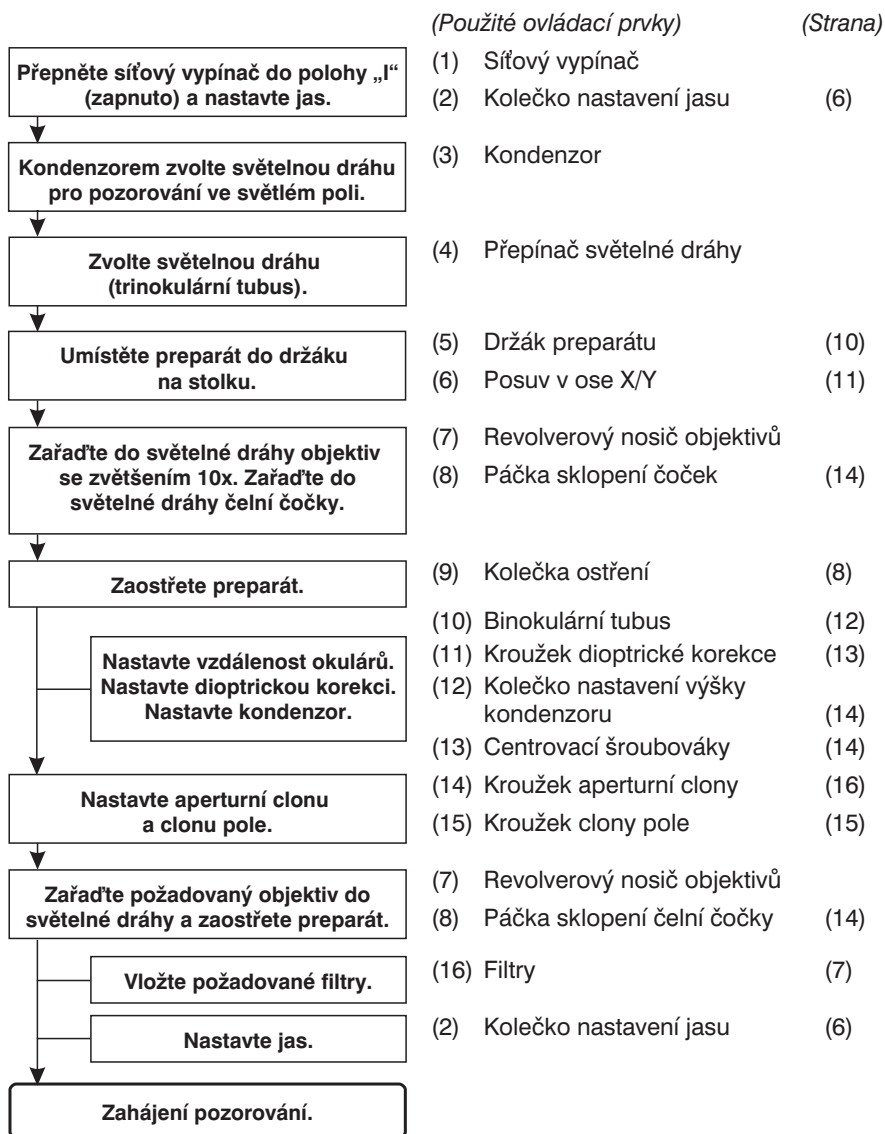 (Použité ovládací prvky) (Strana)
Přepněte síťový vypínač do polohy „I“
(zapnuto) a nastavte jas.
(1) Síťový vypínač
(2) Kolečko nastavení jasu (6)
Kondenzorem zvolte světelnou dráhu
pro pozorování ve světlém poli.
(3) Kondenzor
Zvolte světelnou dráhu
(trinokulární tubus).
(4) Přepínač světelné dráhy
Umístěte preparát do držáku
na stolku.
(5) Držák preparátu (10)
(6) Posuv v ose X/Y (11)
Zařaďte do světelné dráhy objektiv
se zvětšením 10x. Zařaďte do
světelné dráhy čelní čočky.
(7) Revolverový nosič objektivů
(8) Páčka sklopení čoček (14)
Zaostřete preparát.
(9) Kolečka ostření (8)
Nastavte vzdálenost okulárů.
Nastavte dioptrickou korekci.
Nastavte kondenzor.
(10) Binokulární tubus (12)
(11) Kroužek dioptrické korekce (13)
(12) Kolečko nastavení výšky
kondenzoru (14)
(13) Centrovací šroubováky (14)
Nastavte aperturní clonu
a clonu pole.
(14) Kroužek aperturní clony (16)
(15) Kroužek clony pole (15)
Zařaďte požadovaný objektiv do
světelné dráhy a zaostřete preparát.
(7) Revolverový nosič objektivů
(8) Páčka sklopení čelní čočky (14)
Vložte požadované filtry.
(16) Filtry (7)
Nastavte jas.
(2) Kolečko nastavení jasu (6)
Zahájení pozorování.